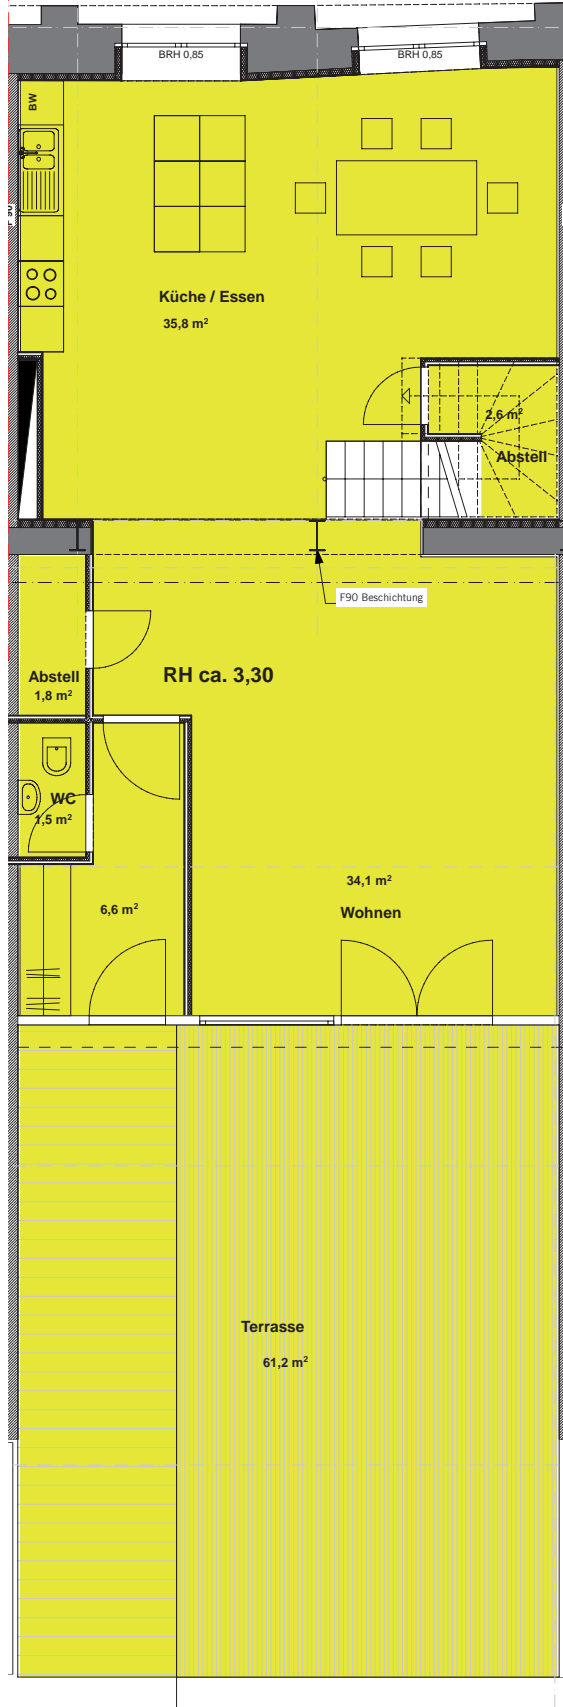 BRH 0,85
BRH 0,85
BW
F 90
Küche / Essen
35,8 m²
2,6 m²
Abstell
F90 Beschichtung
Abstell
1,8 m²
RH ca. 3,30
WC
1,5 m²
6,6 m²
34,1 m²
Wohnen
Terrasse
61,2 m²